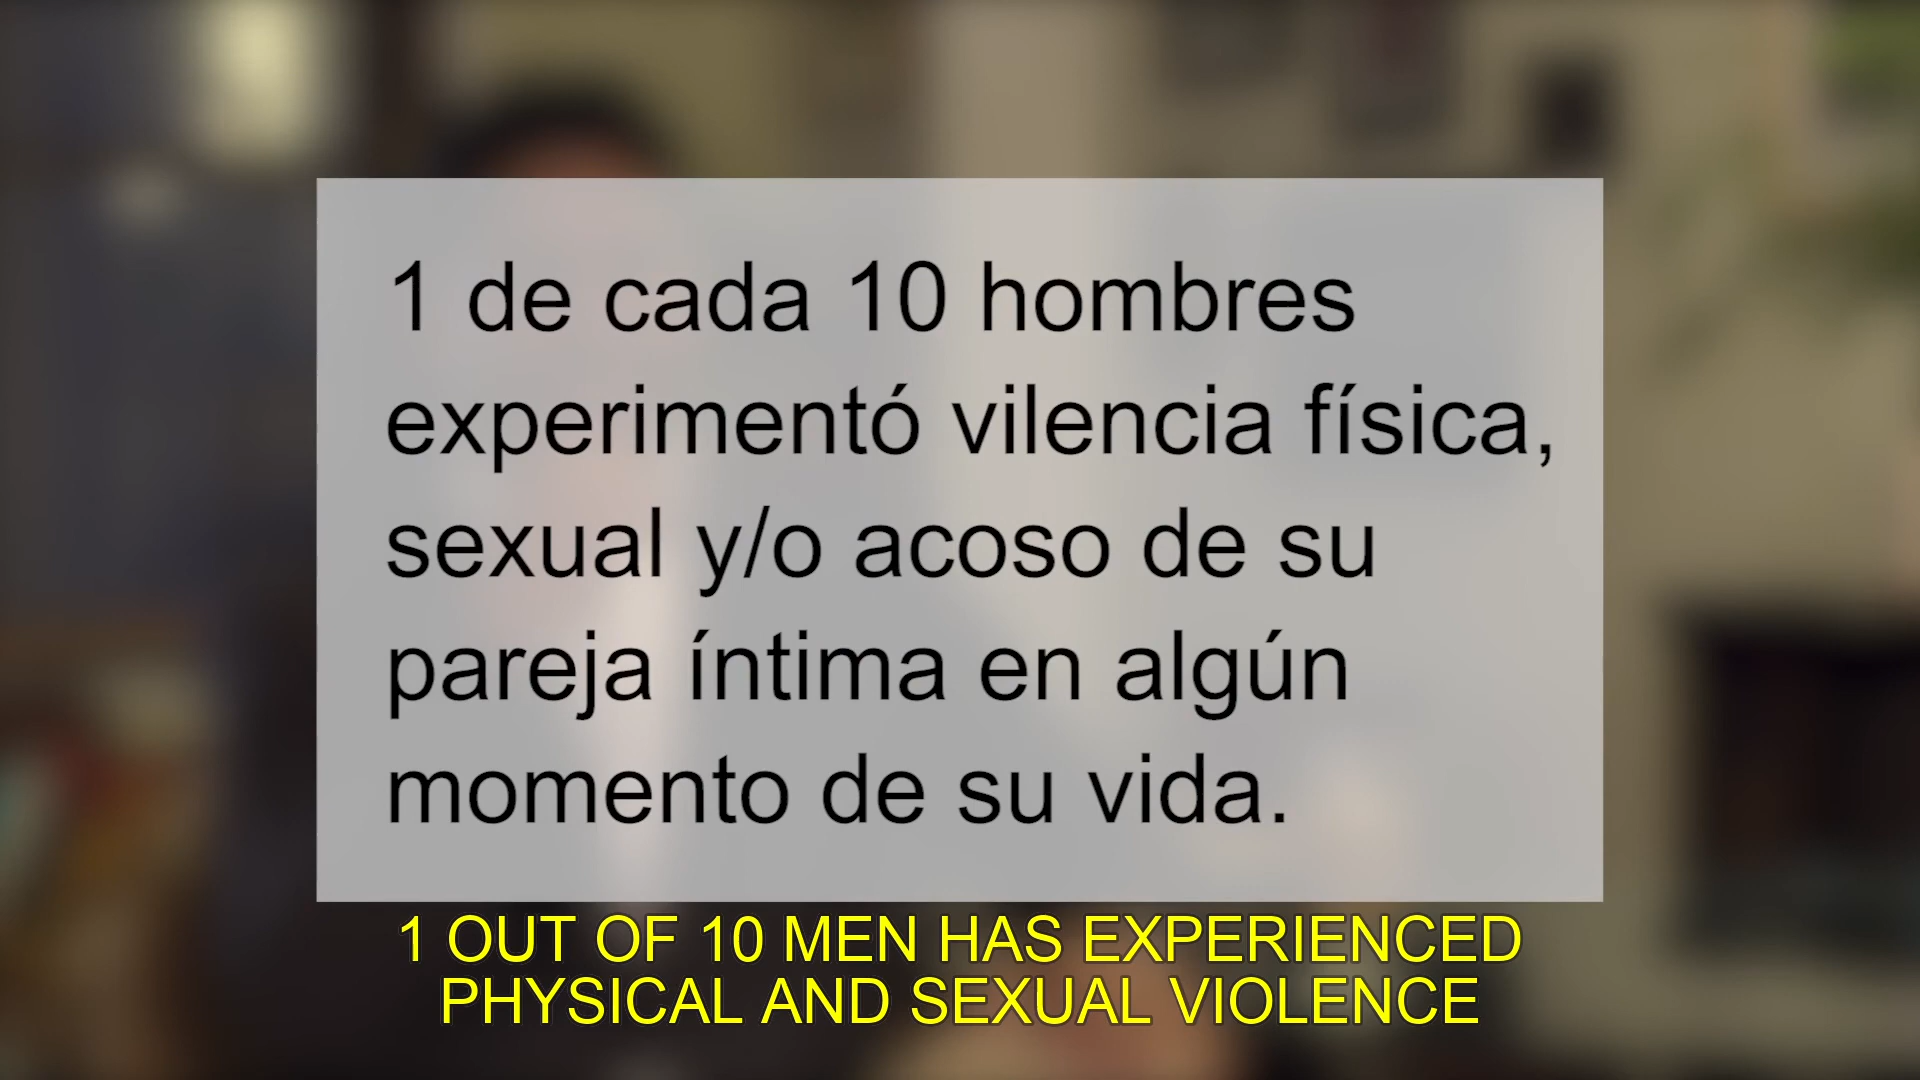 1 de cada 10 hombres
experimentó vilencia física,
sexual y/o acoso de su
pareja íntima en algún
momento de su vida.
1 OUT OF 10 MEN HAS EXPERIENCED
PHYSICAL AND SEXUAL VIOLENCE